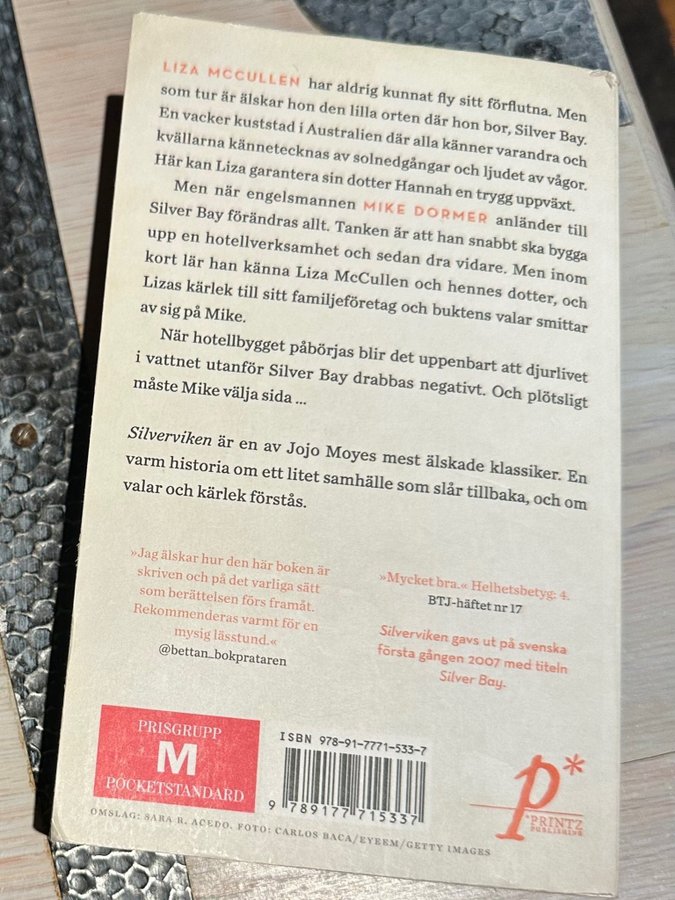 LIZA MCCULLEN har aldrig kunnat fly sitt förflutna. Men
som tur är älskar hon den lilla orten där hon bor, Silver Bay.
En vacker kuststad i Australien där alla känner varandra och
kvällarna kännetecknas av solnedgångar och ljudet av vågor.
Här kan Liza garantera sin dotter Hannah en trygg uppväxt.
Men när engelsmannen MIKE DORMER anländer till
Silver Bay förändras allt. Tanken är att han snabbt ska bygga
upp en hotellverksamhet och sedan dra vidare. Men inom
kort lär han känna Liza McCullen och hennes dotter, och
Lizas kärlek till sitt familjeföretag och buktens valar smittar
av sig på Mike.
När hotellbygget påbörjas blir det uppenbart att djurlivet
i vattnet utanför Silver Bay drabbas negativt. Och plötsligt
måste Mike välja sida ...
Silverviken är en av Jojo Moyes mest älskade klassiker. En
varm historia om ett litet samhälle som slår tillbaka, och om
valar och kärlek förstås.
»Jag älskar hur den här boken är
skriven och på det varliga sätt
som berättelsen förs framåt.
Rekommenderas varmt för en
mysig lässtund.«
@bettan_bokprataren
»Mycket bra.« Helhetsbetyg: 4.
BTJ-häftet nr 17
Silverviken gavs ut på svenska
första gången 2007 med titeln
Silver Bay.
PRISGRUPP
M
POCKETSTANDARD
ISBN 978-91-7771-533-7
9 789177 715337
p*
*PRINTZ
PUBLISHING
OMSLAG: SARA R. ACEDO. FOTO: CARLOS BACA/EYEEM/GETTY IMAGES